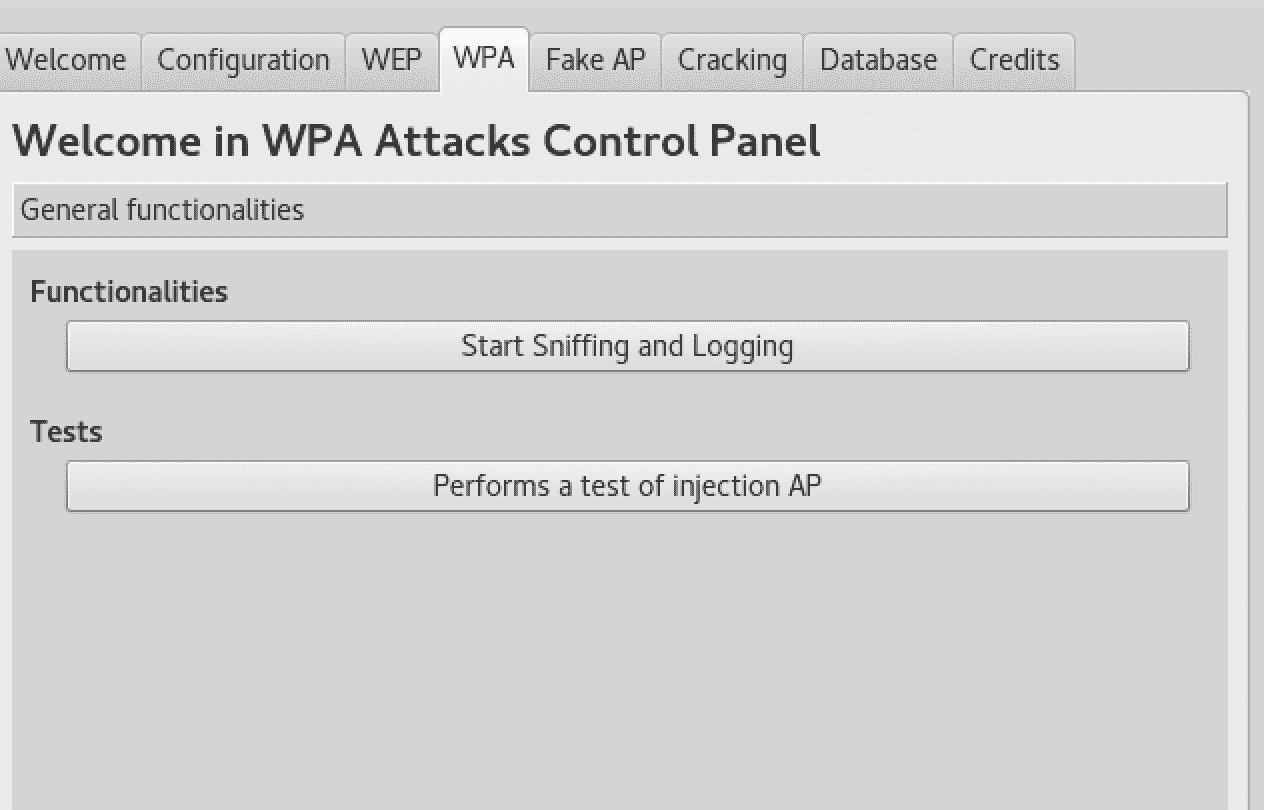 Welcome Configuration WEP WPA Fake AP Cracking Database Credits
Welcome in WPA Attacks Control Panel
General functionalities
Functionalities
Start Sniffing and Logging
Tests
Performs a test of injection AP